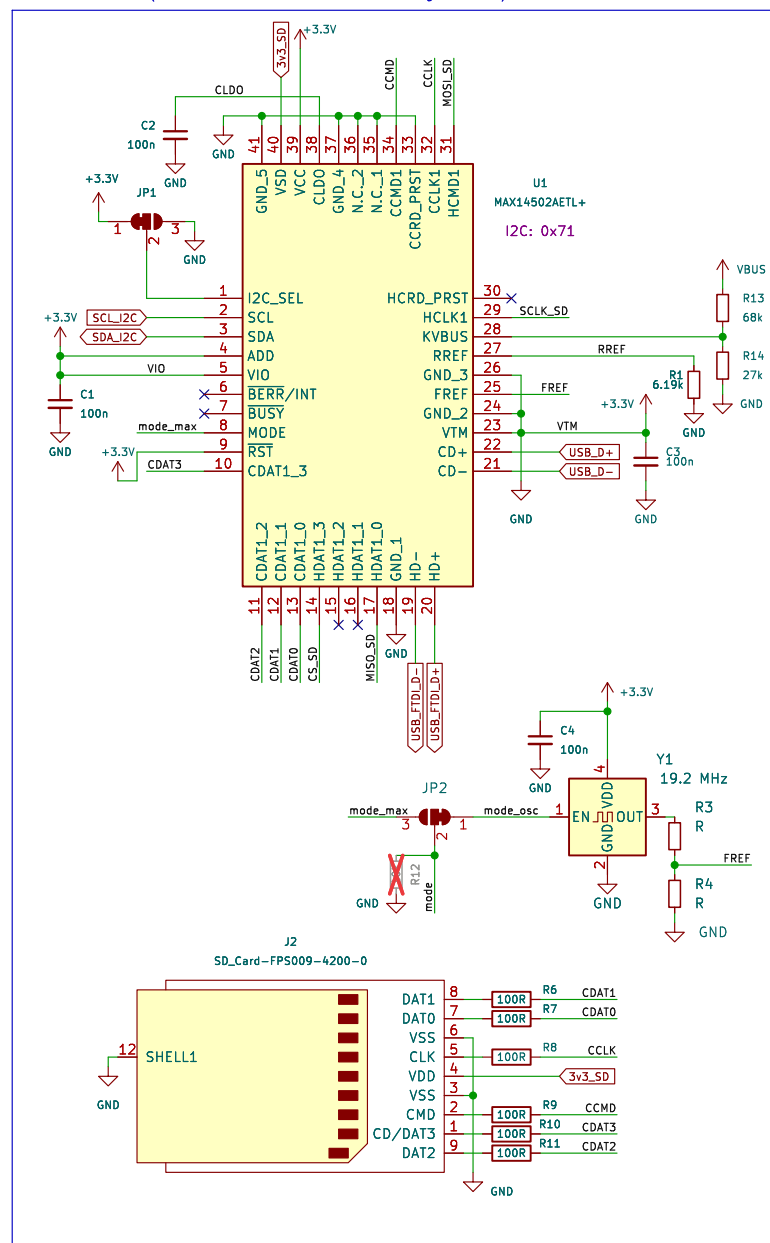 +3.3V
3v3_SD
CCMD
CCLK
MOSI_SD
CLDO
C2
100n
GND
GND
41
40
39
38
37
36
35
34
33
32
31
GND_5
VSD
VCC
CLDO
GND_4
N.C._2
N.C._1
CCMD1
CCRD_PRST
CCLK1
HCMD1
U1
MAX14502AETL+
I2C: 0x71
+3.3V
JP1
1
2
3
GND
1 I2C_SEL
SCL_I2C 2 SCL
SDA_I2C 3 SDA
+3.3V
4 ADD
VIO 5 VIO
6 BERR/INT
7 BUSY
mode_max 8 MODE
+3.3V 9 RST
CDAT3 10 CDAT1_3
C1
100n
GND
HCRD_PRST 30
HCLK1 29 SCLK_SD
KVBUS 28
RREF 27 RREF
GND_3 26
FREF 25 FREF
GND_2 24
VTM 23 VTM
CD+ 22 USB_D+
CD- 21 USB_D-
VBUS
R13
68k
R14
27k
GND
R1
6.19k
GND
+3.3V
C3
100n
GND
GND
CDAT1_2
CDAT1_1
CDAT1_0
HDAT1_3
HDAT1_2
HDAT1_1
HDAT1_0
GND_1
HD-
HD+
11
12
13
14
15
16
17
18
19
20
CDAT2
CDAT1
CDAT0
CS_SD
MISO_SD
GND
USB_FTDI_D-
USB_FTDI_D+
+3.3V
C4
100n
GND
Y1
19.2 MHz
4
VDD
1 EN
OUT 3
GND
2
GND
JP2
mode_max 3
2
1 mode_osc
R12
GND
mode
R3
R
FREF
R4
R
GND
J2
SD_Card-FPS009-4200-0
12 SHELL1
GND
DAT1 8 100R R6 CDAT1
DAT0 7 100R R7 CDAT0
VSS 6
CLK 5 100R R8 CCLK
VDD 4 3v3_SD
VSS 3
CMD 2 100R R9 CCMD
CD/DAT3 1 100R R10 CDAT3
DAT2 9 100R R11 CDAT2
GND